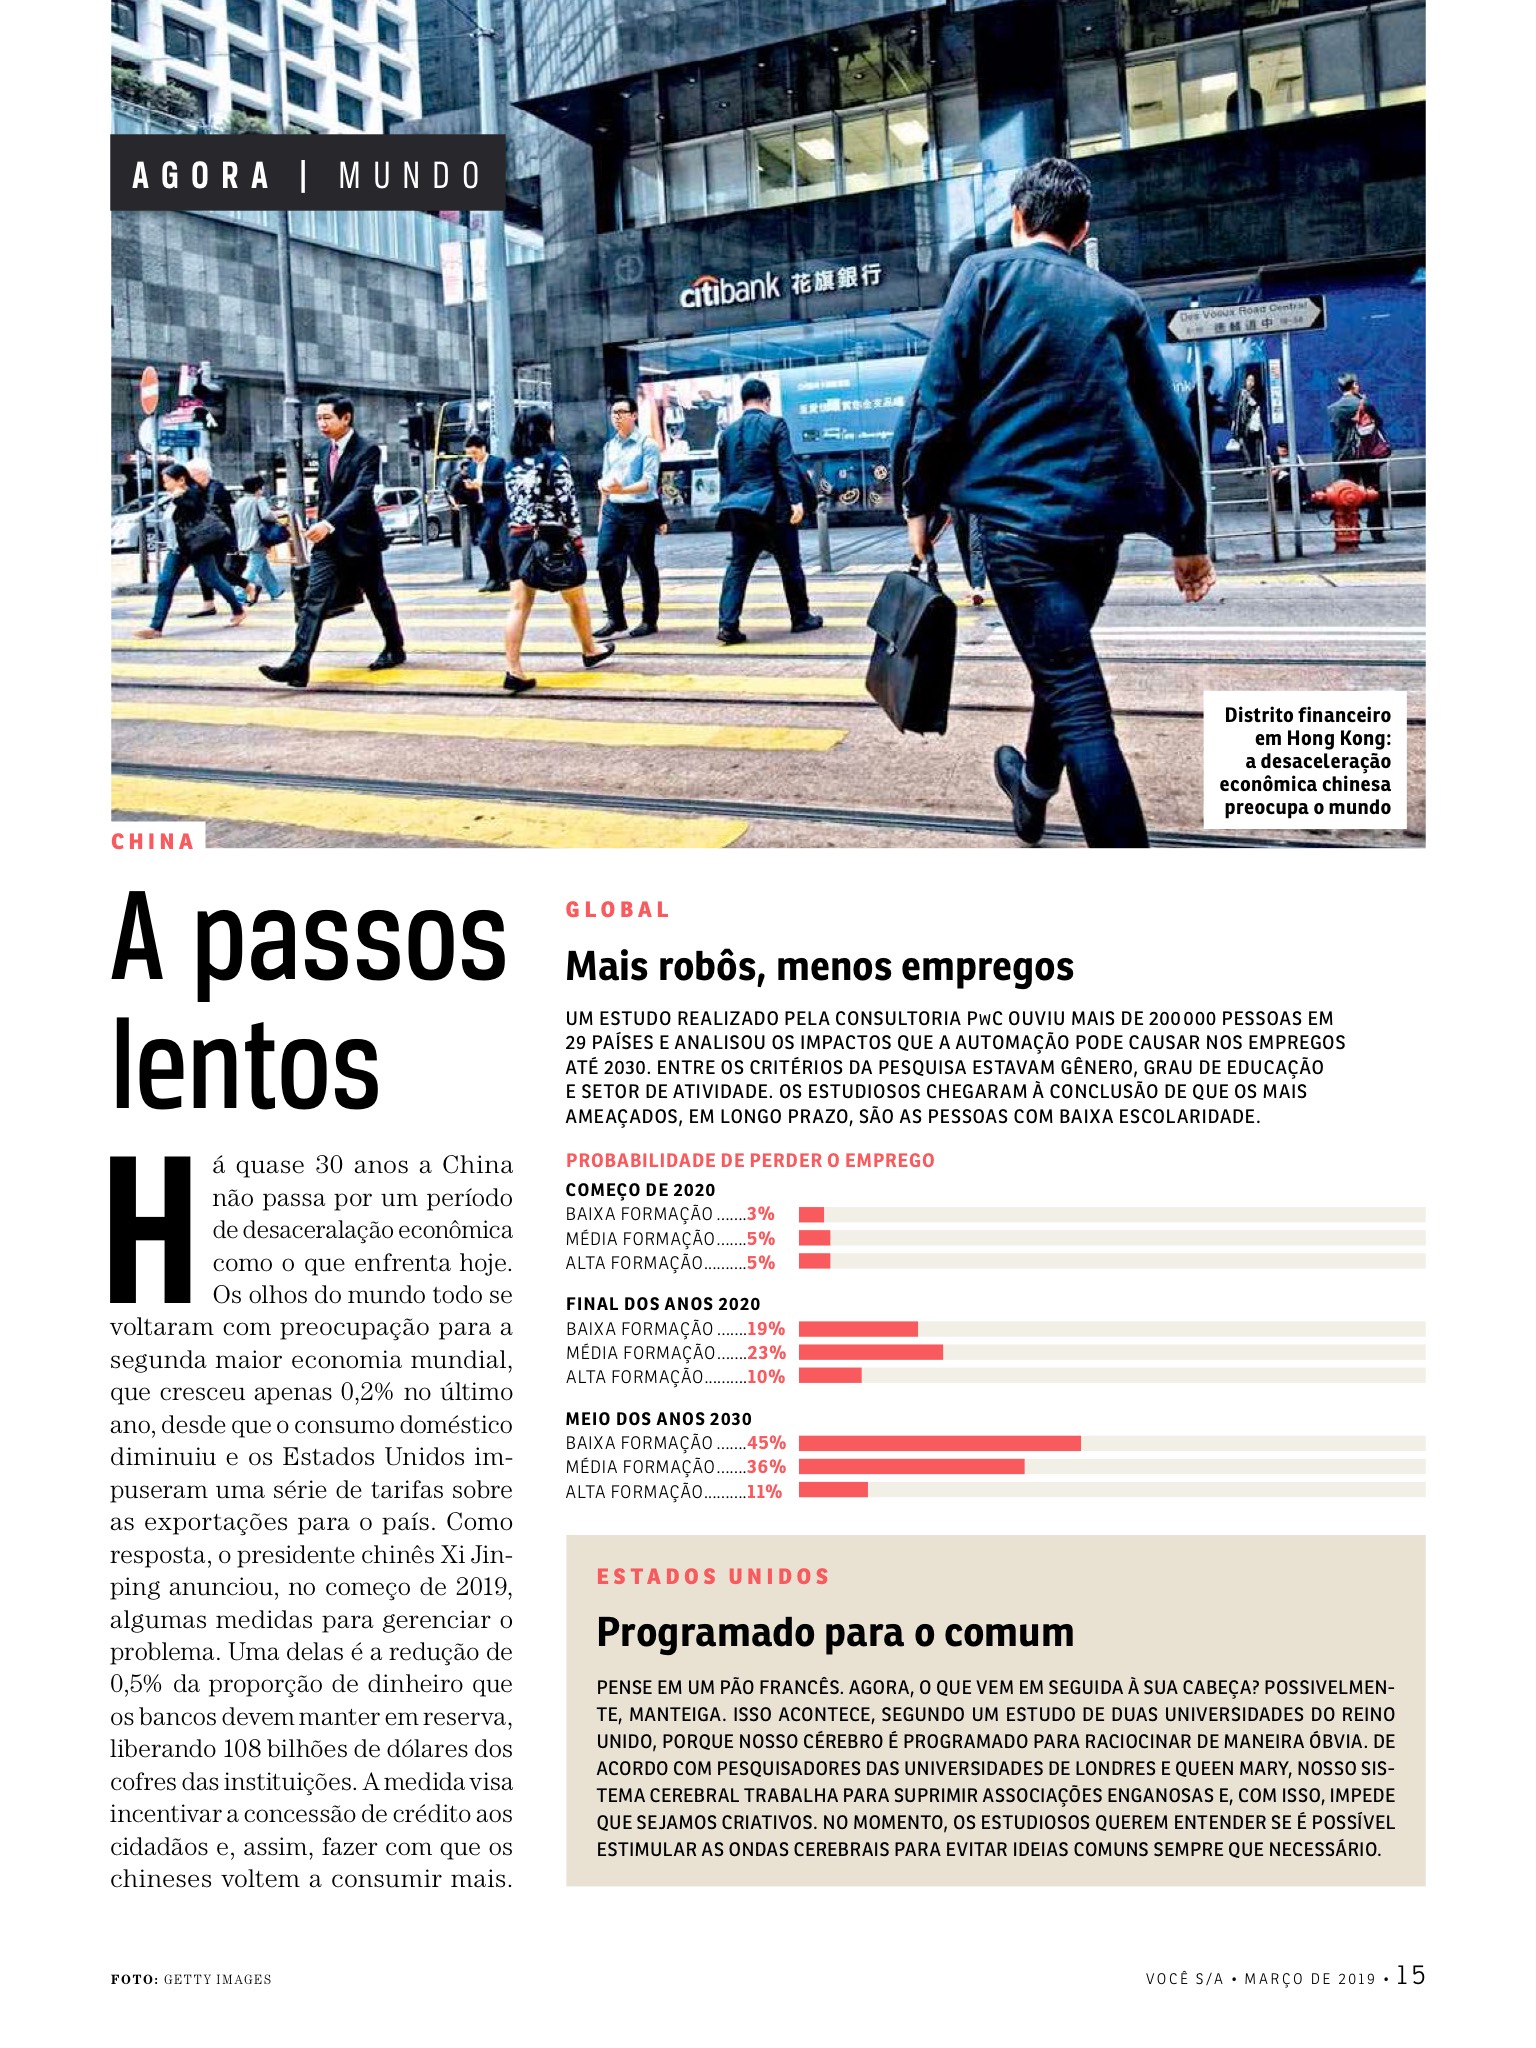 AGORA | MUNDO
citibank 花旗銀行
Des Voeux Road Central
德輔道中
Distrito financeiro
em Hong Kong:
a desaceleração
econômica chinesa
preocupa o mundo
CHINA
A passos
lentos
Há quase 30 anos a China
não passa por um período
de desaceralação econômica
como o que enfrenta hoje.
Os olhos do mundo todo se
voltaram com preocupação para a
segunda maior economia mundial,
que cresceu apenas 0,2% no último
ano, desde que o consumo doméstico
diminuiu e os Estados Unidos im-
puseram uma série de tarifas sobre
as exportações para o país. Como
resposta, o presidente chinês Xi Jin-
ping anunciou, no começo de 2019,
algumas medidas para gerenciar o
problema. Uma delas é a redução de
0,5% da proporção de dinheiro que
os bancos devem manter em reserva,
liberando 108 bilhões de dólares dos
cofres das instituições. A medida visa
incentivar a concessão de crédito aos
cidadãos e, assim, fazer com que os
chineses voltem a consumir mais.
GLOBAL
Mais robôs, menos empregos
UM ESTUDO REALIZADO PELA CONSULTORIA PwC OUVIU MAIS DE 200 000 PESSOAS EM
29 PAÍSES E ANALISOU OS IMPACTOS QUE A AUTOMAÇÃO PODE CAUSAR NOS EMPREGOS
ATÉ 2030. ENTRE OS CRITÉRIOS DA PESQUISA ESTAVAM GÊNERO, GRAU DE EDUCAÇÃO
E SETOR DE ATIVIDADE. OS ESTUDIOSOS CHEGARAM À CONCLUSÃO DE QUE OS MAIS
AMEAÇADOS, EM LONGO PRAZO, SÃO AS PESSOAS COM BAIXA ESCOLARIDADE.
PROBABILIDADE DE PERDER O EMPREGO
COMEÇO DE 2020
BAIXA FORMAÇÃO.......3%
MÉDIA FORMAÇÃO.......5%
ALTA FORMAÇÃO..........5%
FINAL DOS ANOS 2020
BAIXA FORMAÇÃO.......19%
MÉDIA FORMAÇÃO.......23%
ALTA FORMAÇÃO..........10%
MEIO DOS ANOS 2030
BAIXA FORMAÇÃO.......45%
MÉDIA FORMAÇÃO.......36%
ALTA FORMAÇÃO..........11%
ESTADOS UNIDOS
Programado para o comum
PENSE EM UM PÃO FRANCÊS. AGORA, O QUE VEM EM SEGUIDA À SUA CABEÇA? POSSIVELMEN-
TE, MANTEIGA. ISSO ACONTECE, SEGUNDO UM ESTUDO DE DUAS UNIVERSIDADES DO REINO
UNIDO, PORQUE NOSSO CÉREBRO É PROGRAMADO PARA RACIOCINAR DE MANEIRA ÓBVIA. DE
ACORDO COM PESQUISADORES DAS UNIVERSIDADES DE LONDRES E QUEEN MARY, NOSSO SIS-
TEMA CEREBRAL TRABALHA PARA SUPRIMIR ASSOCIAÇÕES ENGANOSAS E, COM ISSO, IMPEDE
QUE SEJAMOS CRIATIVOS. NO MOMENTO, OS ESTUDIOSOS QUEREM ENTENDER SE É POSSÍVEL
ESTIMULAR AS ONDAS CEREBRAIS PARA EVITAR IDEIAS COMUNS SEMPRE QUE NECESSÁRIO.
FOTO: GETTY IMAGES
VOCÊ S/A • MARÇO DE 2019 • 15